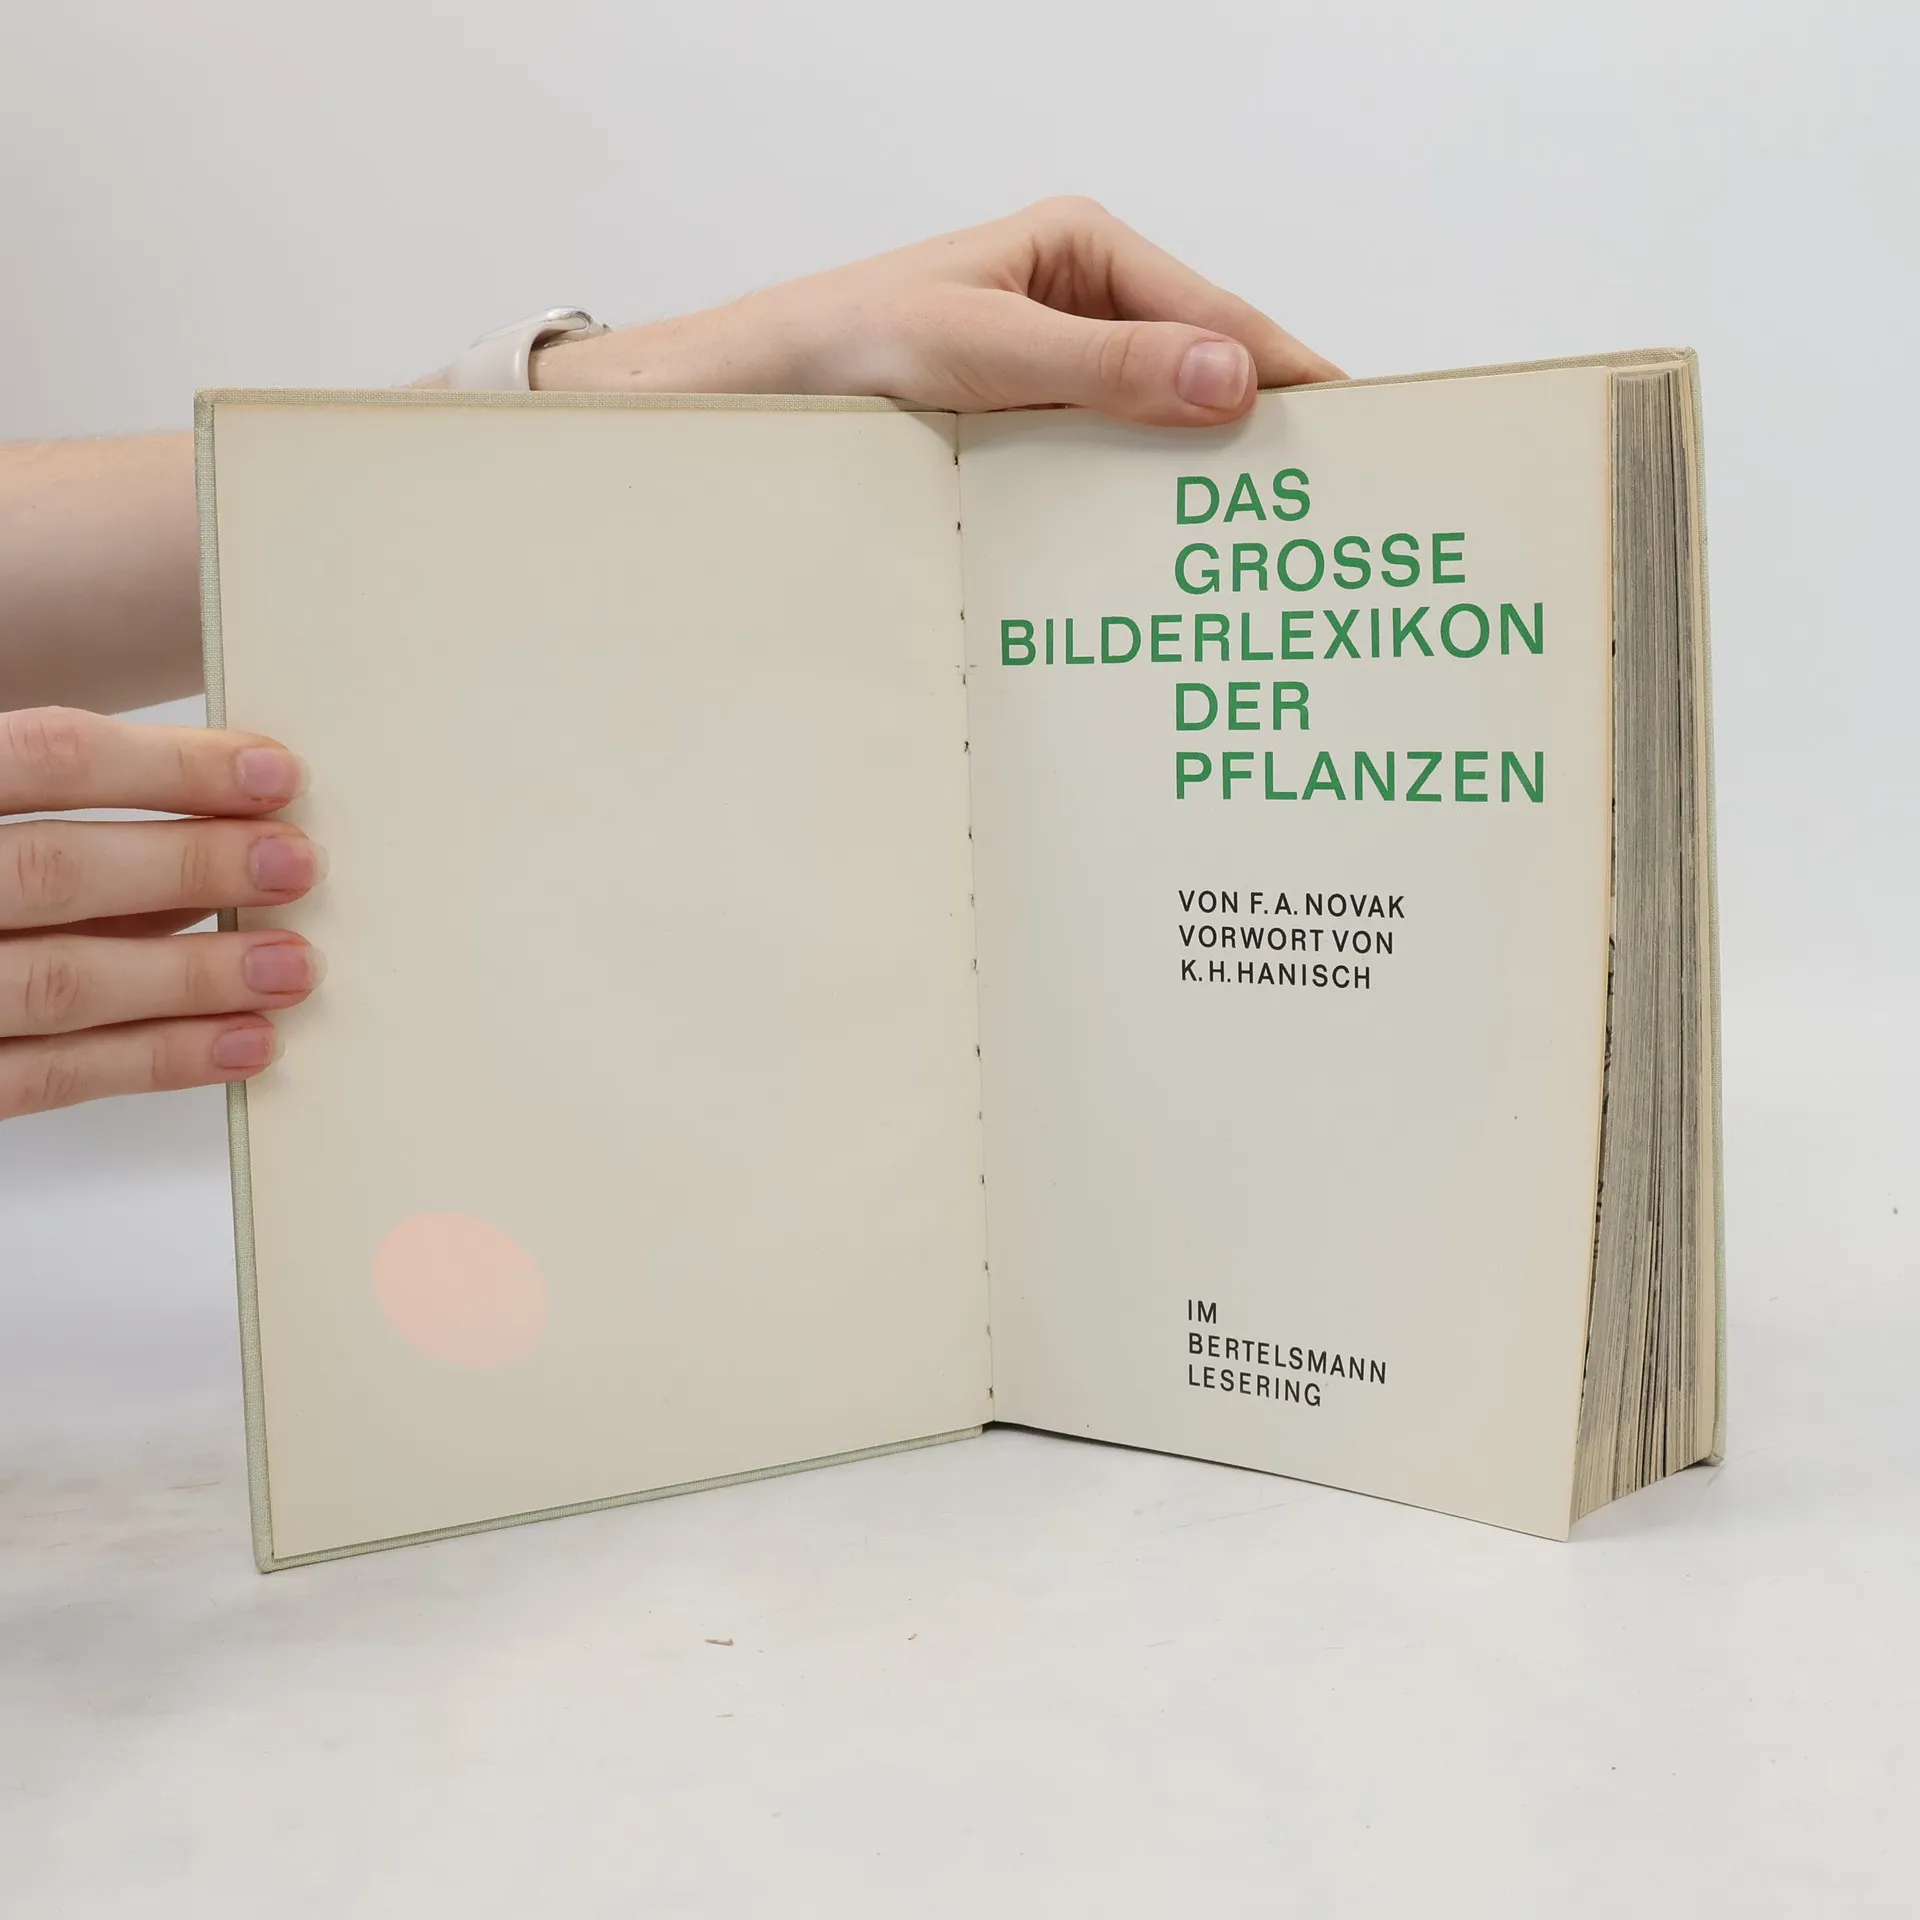 DAS
GROSSE
BILDERLEXIKON
DER
PFLANZEN
VON F. A. NOVAK
VORWORT VON
K. H. HANISCH
IM
BERTELSMANN
LESERING